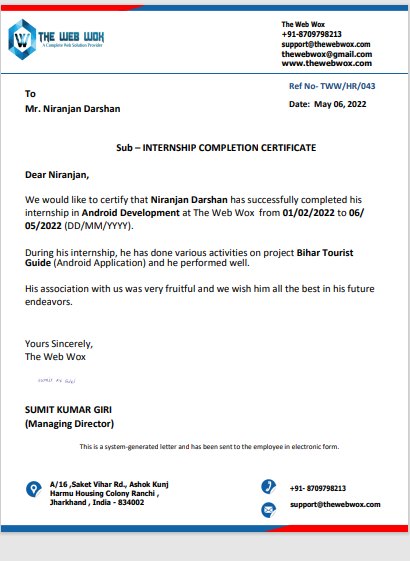 THE WEB WOX
A Complete Web Solution Provider
The Web Wox
+91-8709798213
support@thewebwox.com
thewebwox@gmail.com
www.thewebwox.com
Ref No- TWW/HR/043
To
Date: May 06, 2022
Mr. Niranjan Darshan
Sub – INTERNSHIP COMPLETION CERTIFICATE
Dear Niranjan,
We would like to certify that Niranjan Darshan has successfully completed his
internship in Android Development at The Web Wox from 01/02/2022 to 06/
05/2022 (DD/MM/YYYY).
During his internship, he has done various activities on project Bihar Tourist
Guide (Android Application) and he performed well.
His association with us was very fruitful and we wish him all the best in his future
endeavors.
Yours Sincerely,
The Web Wox
SUMIT KUMAR GIRI
(Managing Director)
This is a system-generated letter and has been sent to the employee in electronic form.
A/16 ,Saket Vihar Rd., Ashok Kunj
Harmu Housing Colony Ranchi ,
Jharkhand , India - 834002
+91- 8709798213
support@thewebwox.com